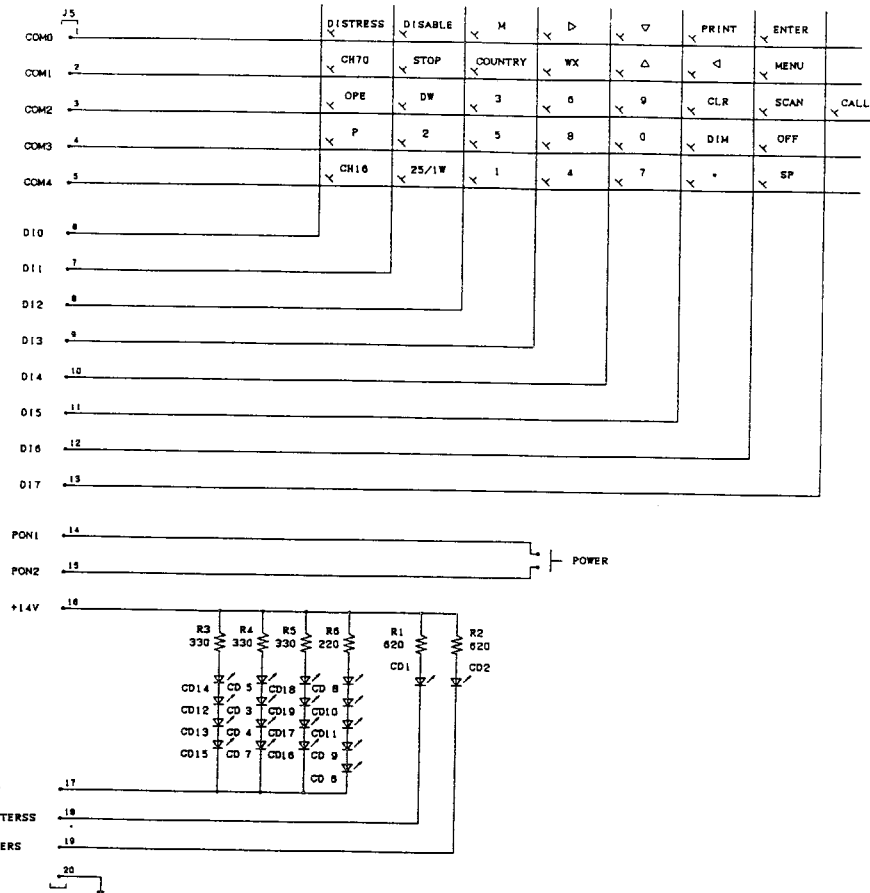 J5
DISTRESS DISABLE M ▷ ▽ PRINT ENTER
COM0 1
CH70 STOP COUNTRY WX △ ◁ MENU
COM1 2
OPE DW 3 6 9 CLR SCAN CALL
COM2 3
P 2 5 8 0 DIM OFF
COM3 4
CH16 25/1W 1 4 7 * SP
COM4 5
DI0 6
DI1 7
DI2 8
DI3 9
DI4 10
DI5 11
DI6 12
DI7 13
PON1 14
POWER
PON2 15
+14V 16
R3 R4 R5 R6 R1 R2
330 330 330 220 620 620
CD1 CD2
CD14 CD 5 CD18 CD 8
CD12 CD 3 CD19 CD10
CD13 CD 4 CD17 CD11
CD15 CD 7 CD16 CD 9
CD 6
17
TERSS 18
ERS 19
20